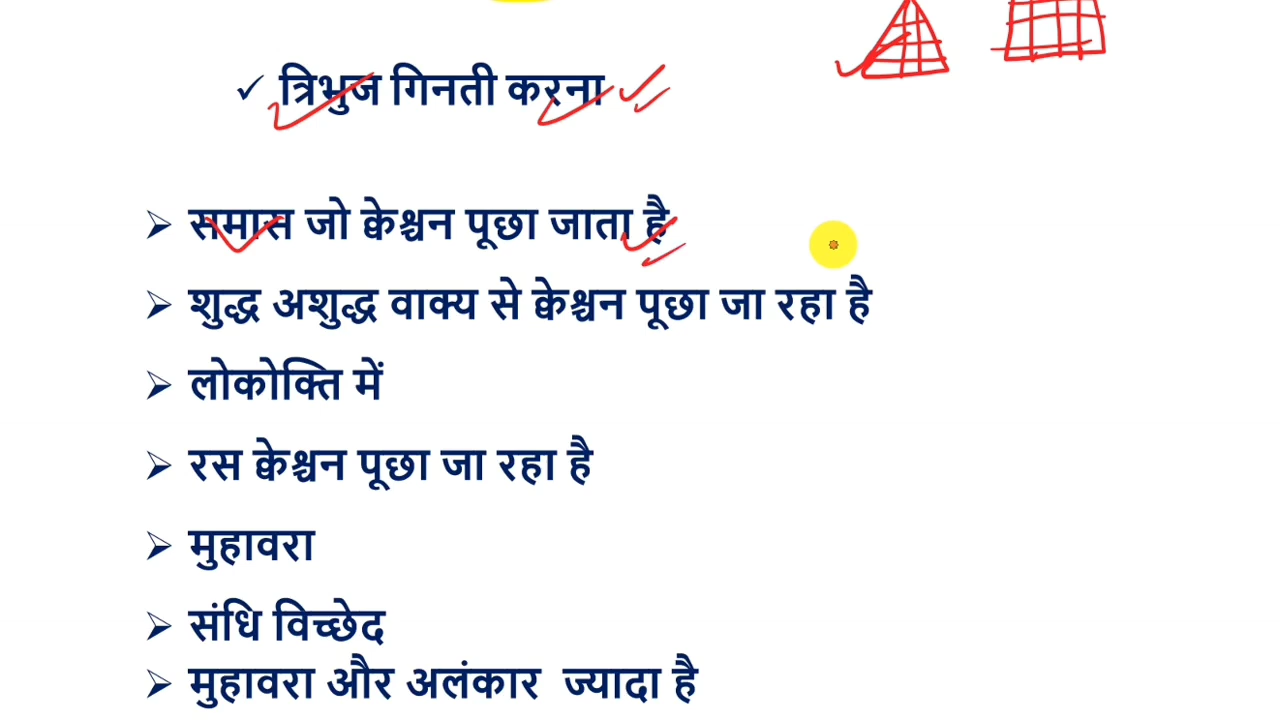 त्रिभुज गिनती करना
समास जो क्वेश्चन पूछा जाता है
शुद्ध अशुद्ध वाक्य से क्वेश्चन पूछा जा रहा है
लोकोक्ति में
रस क्वेश्चन पूछा जा रहा है
मुहावरा
संधि विच्छेद
मुहावरा और अलंकार ज्यादा है